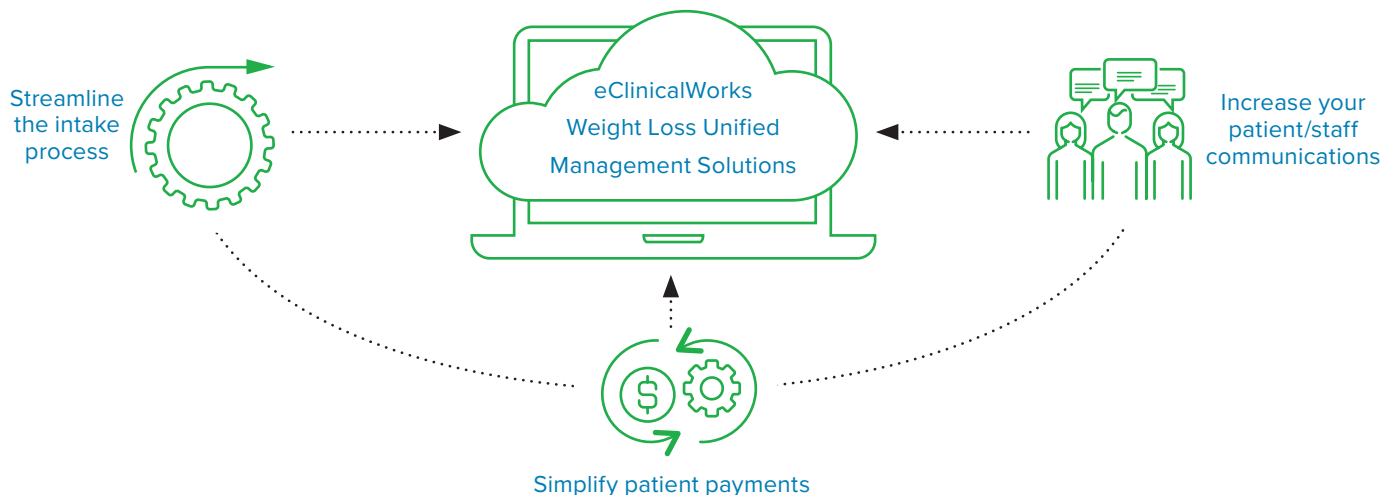 Streamline
the intake
process
eClinicalWorks
Weight Loss Unified
Management Solutions
Increase your
patient/staff
communications
$
Simplify patient payments